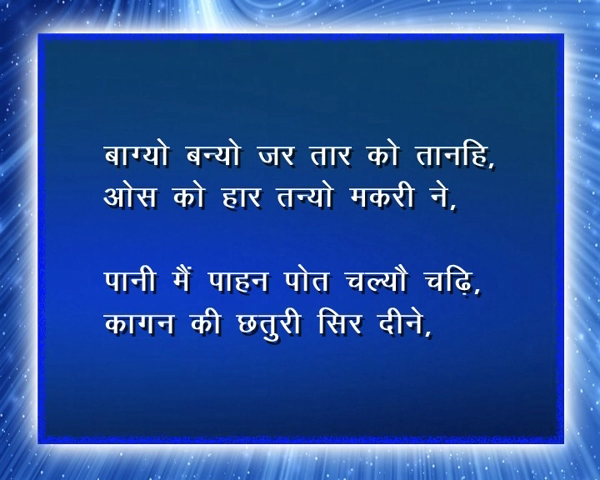 बाग्यो बन्यो जर तार को तानहि,
ओस को हार तन्यो मकरी ने,
पानी मैं पाहन पोत चल्यौ चढ़ि,
कागन की छतुरी सिर दीने,